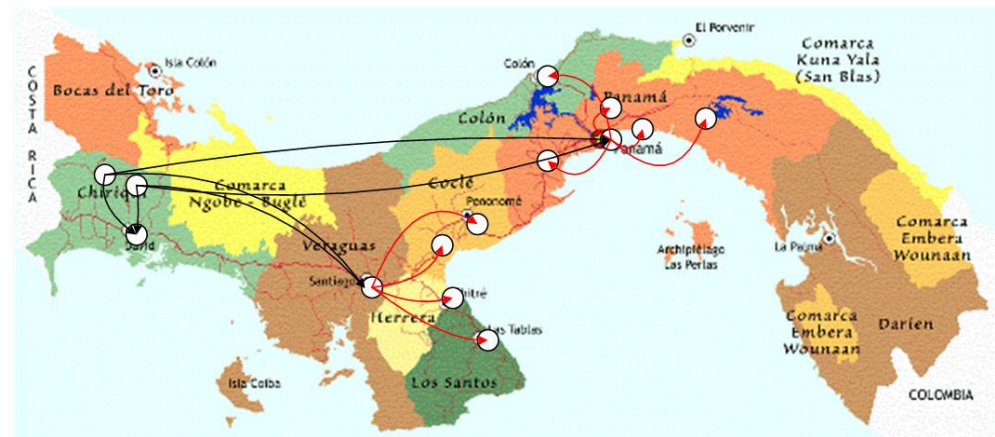 El Porvenir
Comarca
Kuna Yala
(San Blas)
COSTA RICA
Isla Colón
Bocas del Toro
Colón
Panamá
Colón
Panamá
Chiriquí
Comarca
Ngobe - Buglé
Coclé
Penonomé
David
Veraguas
Archipiélago
Las Perlas
La Palma
Comarca
Embera
Wounaan
Santiago
Chitré
Herrera
Las Tablas
Comarca
Embera
Wounaan
Daríen
Isla Coiba
Los Santos
COLOMBIA